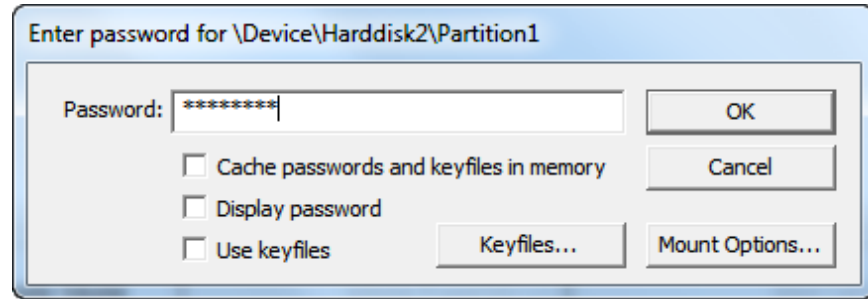 Enter password for \Device\Harddisk2\Partition1
Password: ******** OK
Cache passwords and keyfiles in memory Cancel
Display password
Use keyfiles Keyfiles... Mount Options...